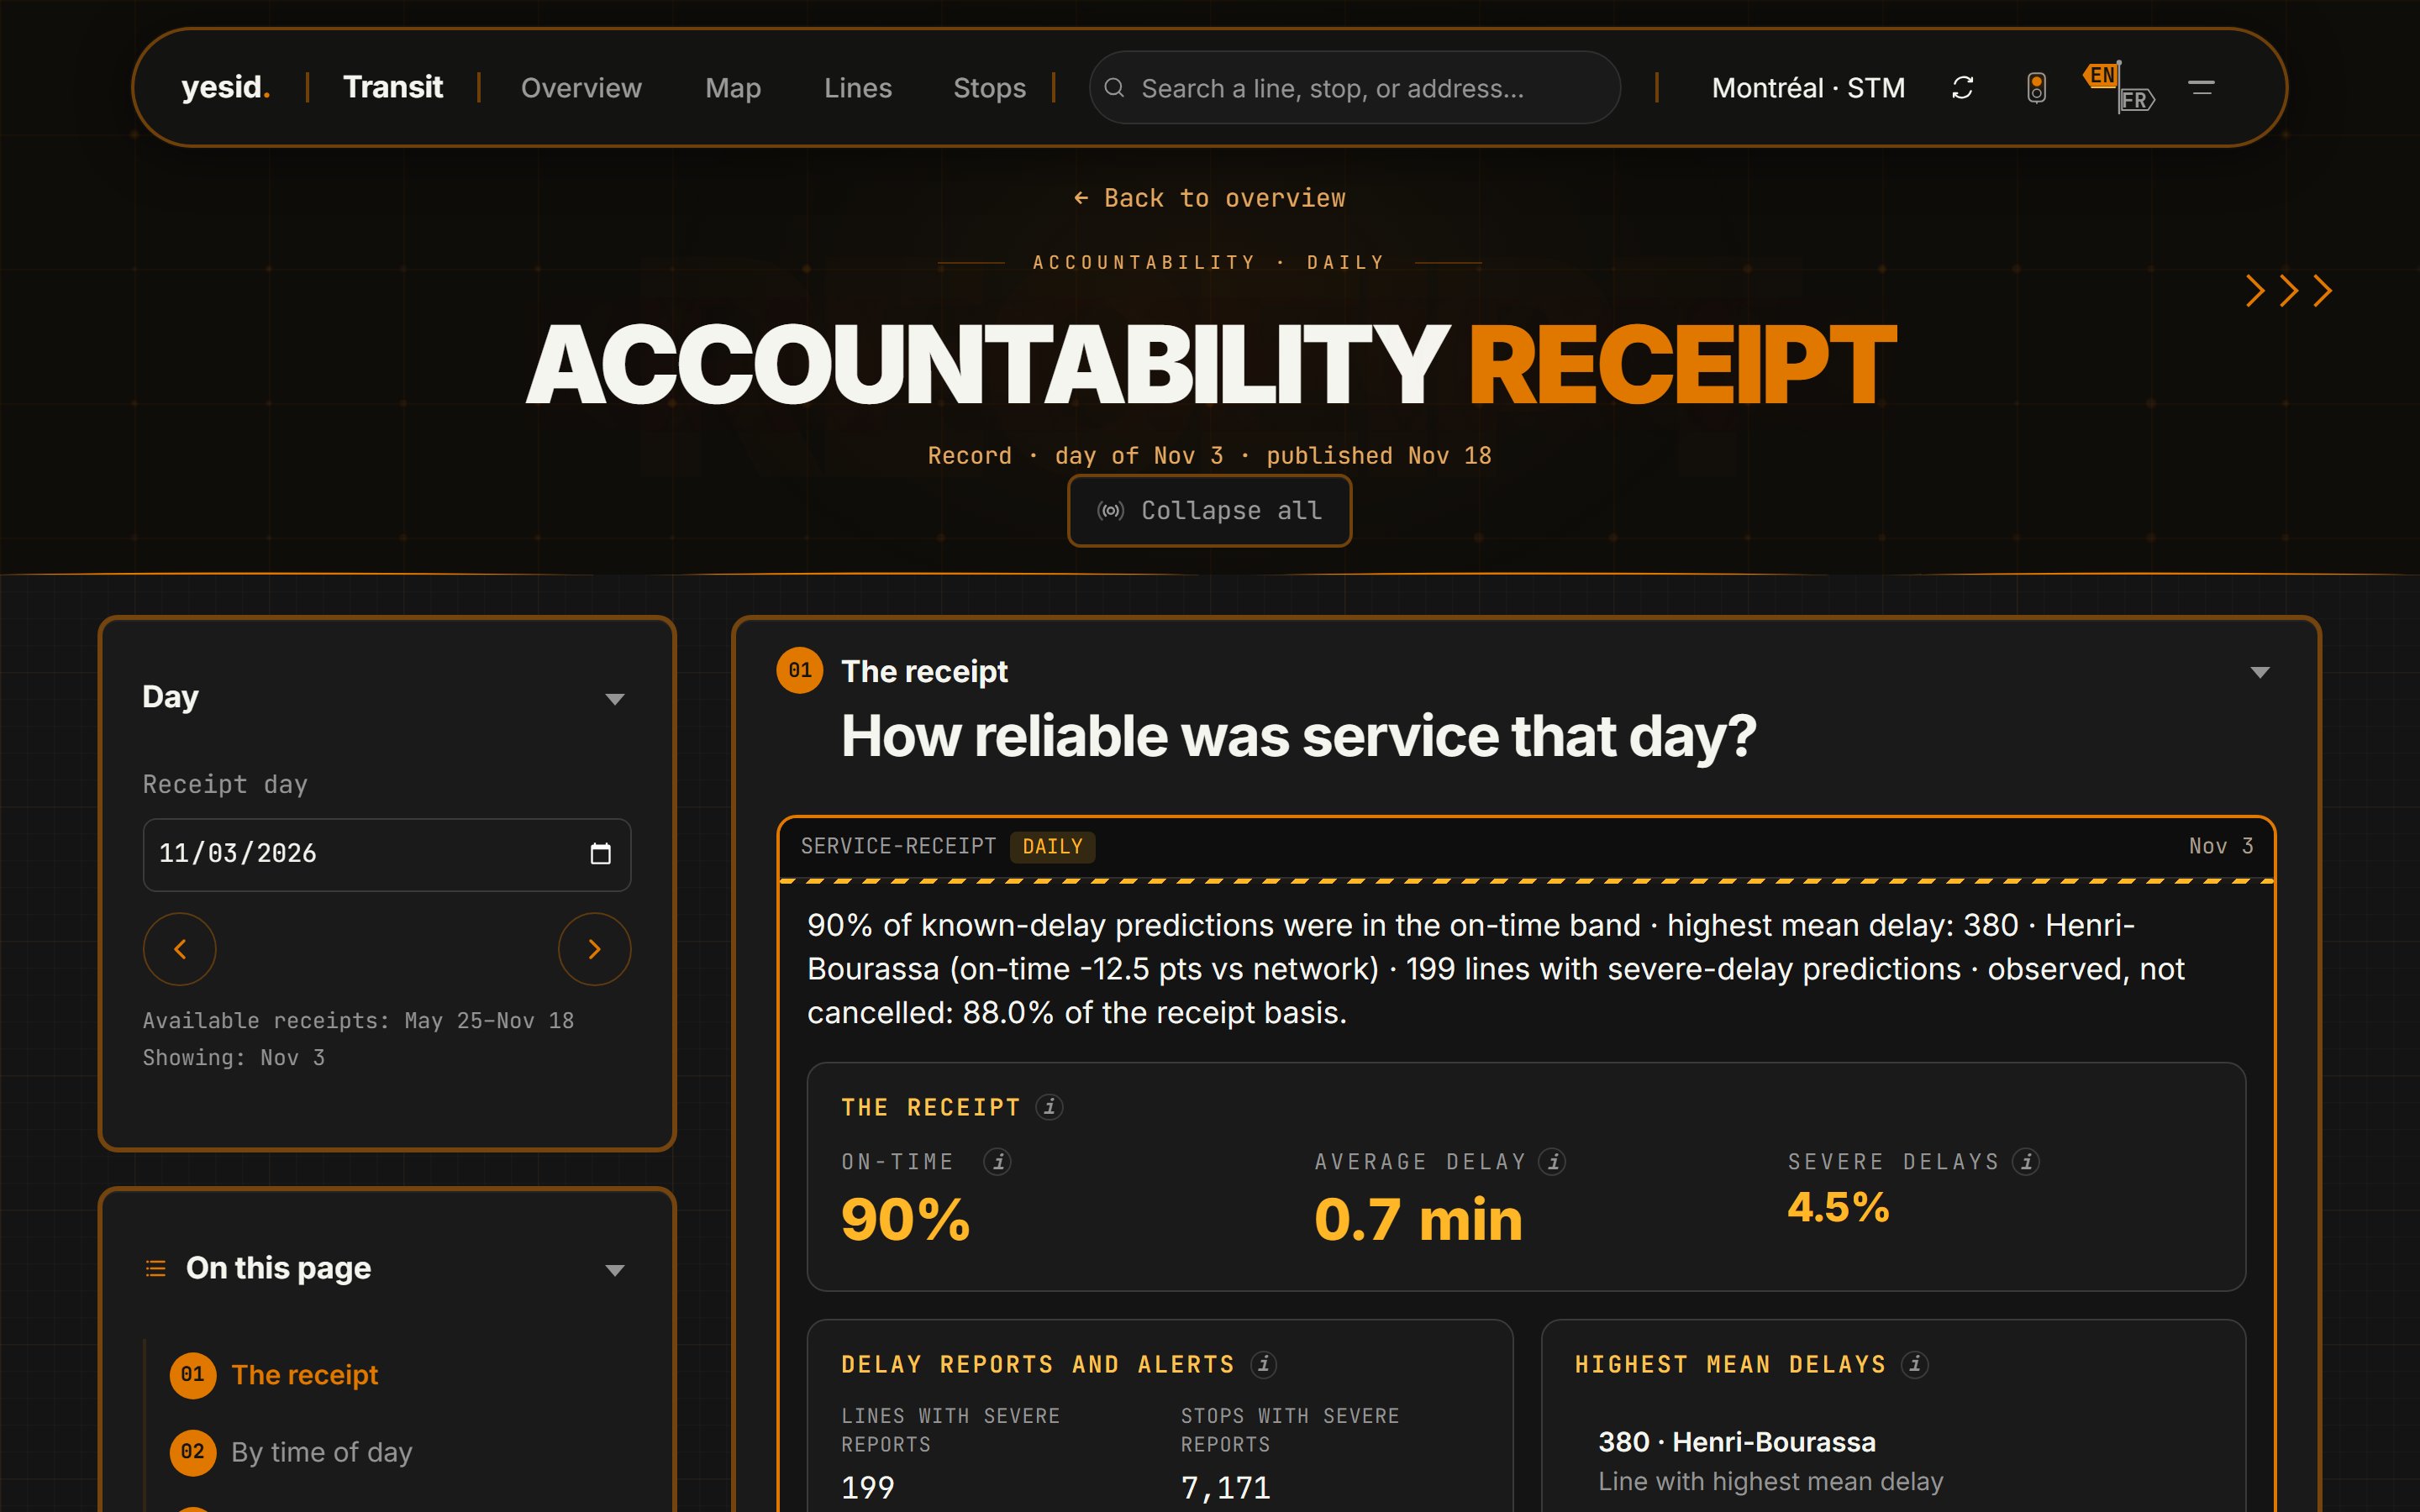 yesid. | Transit | Overview Map Lines Stops | Search a line, stop, or address... | Montréal · STM EN FR
← Back to overview
ACCOUNTABILITY · DAILY
ACCOUNTABILITY RECEIPT
Record · day of Nov 3 · published Nov 18
Collapse all
Day
Receipt day
11/03/2026
Available receipts: May 25–Nov 18
Showing: Nov 3
On this page
01 The receipt
02 By time of day
01 The receipt
How reliable was service that day?
SERVICE-RECEIPT DAILY Nov 3
90% of known-delay predictions were in the on-time band · highest mean delay: 380 · Henri-
Bourassa (on-time -12.5 pts vs network) · 199 lines with severe-delay predictions · observed, not
cancelled: 88.0% of the receipt basis.
THE RECEIPT i
ON-TIME i AVERAGE DELAY i SEVERE DELAYS i
90% 0.7 min 4.5%
DELAY REPORTS AND ALERTS i
LINES WITH SEVERE
REPORTS
199
STOPS WITH SEVERE
REPORTS
7,171
HIGHEST MEAN DELAYS i
380 · Henri-Bourassa
Line with highest mean delay